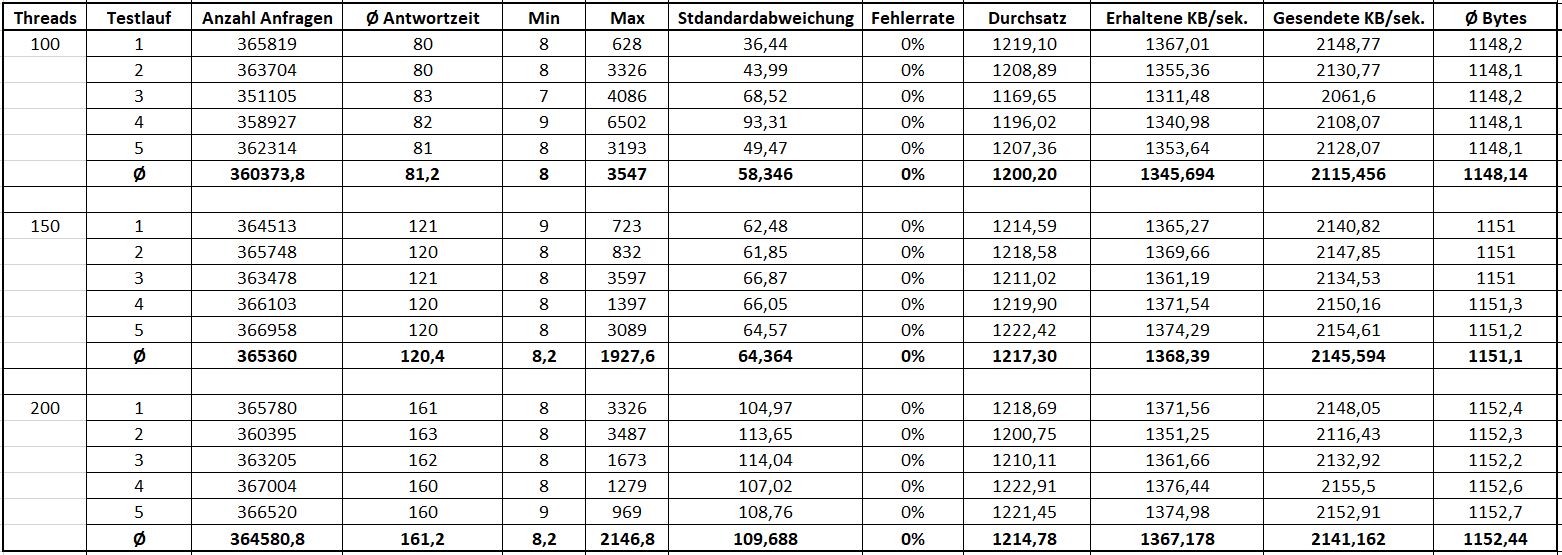 Threads Testlauf Anzahl Anfragen Ø Antwortzeit Min Max Stdandardabweichung Fehlerrate Durchsatz Erhaltene KB/sek. Gesendete KB/sek. Ø Bytes
100 1 365819 80 8 628 36,44 0% 1219,10 1367,01 2148,77 1148,2
2 363704 80 8 3326 43,99 0% 1208,89 1355,36 2130,77 1148,1
3 351105 83 7 4086 68,52 0% 1169,65 1311,48 2061,6 1148,2
4 358927 82 9 6502 93,31 0% 1196,02 1340,98 2108,07 1148,1
5 362314 81 8 3193 49,47 0% 1207,36 1353,64 2128,07 1148,1
Ø 360373,8 81,2 8 3547 58,346 0% 1200,20 1345,694 2115,456 1148,14
150 1 364513 121 9 723 62,48 0% 1214,59 1365,27 2140,82 1151
2 365748 120 8 832 61,85 0% 1218,58 1369,66 2147,85 1151
3 363478 121 8 3597 66,87 0% 1211,02 1361,19 2134,53 1151
4 366103 120 8 1397 66,05 0% 1219,90 1371,54 2150,16 1151,3
5 366958 120 8 3089 64,57 0% 1222,42 1374,29 2154,61 1151,2
Ø 365360 120,4 8,2 1927,6 64,364 0% 1217,30 1368,39 2145,594 1151,1
200 1 365780 161 8 3326 104,97 0% 1218,69 1371,56 2148,05 1152,4
2 360395 163 8 3487 113,65 0% 1200,75 1351,25 2116,43 1152,3
3 363205 162 8 1673 114,04 0% 1210,11 1361,66 2132,92 1152,2
4 367004 160 8 1279 107,02 0% 1222,91 1376,44 2155,5 1152,6
5 366520 160 9 969 108,76 0% 1221,45 1374,98 2152,91 1152,7
Ø 364580,8 161,2 8,2 2146,8 109,688 0% 1214,78 1367,178 2141,162 1152,44